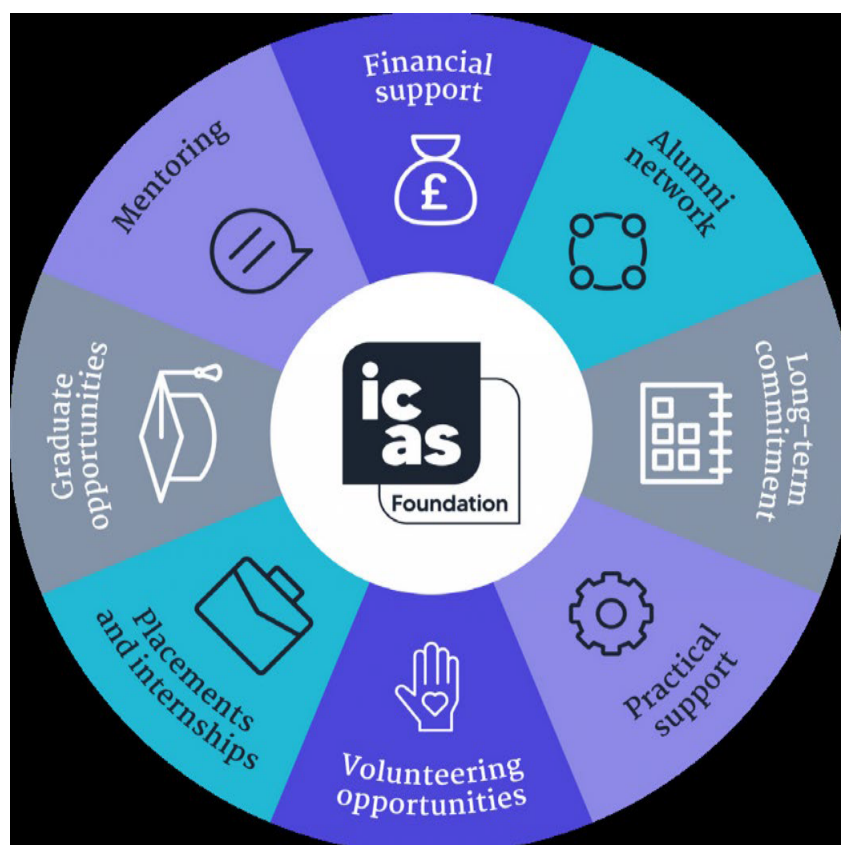 Financial
support
£
Alumni
network
Long-term
commitment
Practical
support
Volunteering
opportunities
Placements
and internships
Graduate
opportunities
Mentoring
ic
as
Foundation